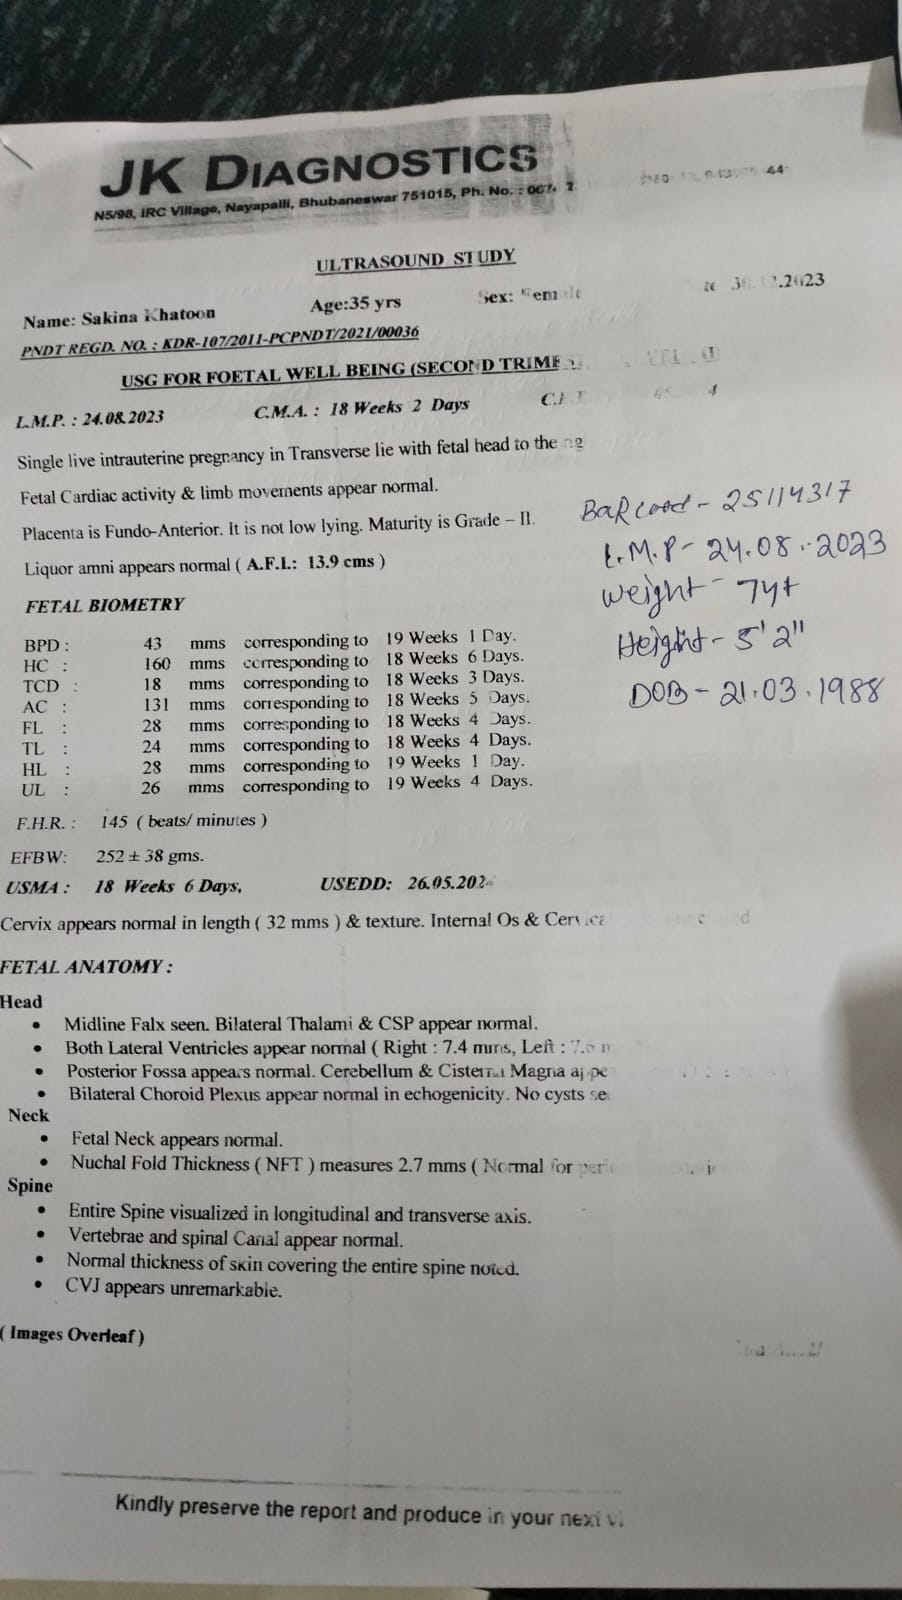 JK DIAGNOSTICS
N5/98, IRC Village, Nayapalli, Bhubaneswar 751015, Ph. No. :
ULTRASOUND STUDY
Name: Sakina Khatoon Age:35 yrs Sex: Female .2023
PNDT REGD. NO. : KDR-107/2011-PCPNDT/2021/00036
USG FOR FOETAL WELL BEING (SECOND
L.M.P. : 24.08.2023 C.M.A. : 18 Weeks 2 Days
Single live intrauterine pregnancy in Transverse lie with fetal head to the
Fetal Cardiac activity & limb movements appear normal.
Placenta is Fundo-Anterior. It is not low lying. Maturity is Grade – II.
Liquor amni appears normal ( A.F.I.: 13.9 cms )
BaRcood - 25114317
L.M.P - 24.08.2023
weight - 74+
Height - 5'2"
DOB - 21.03.1988
FETAL BIOMETRY
BPD : 43 mms corresponding to 19 Weeks 1 Day.
HC : 160 mms corresponding to 18 Weeks 6 Days.
TCD : 18 mms corresponding to 18 Weeks 3 Days.
AC : 131 mms corresponding to 18 Weeks 5 Days.
FL : 28 mms corresponding to 18 Weeks 4 Days.
TL : 24 mms corresponding to 18 Weeks 4 Days.
HL : 28 mms corresponding to 19 Weeks 1 Day.
UL : 26 mms corresponding to 19 Weeks 4 Days.
F.H.R. : 145 ( beats/ minutes )
EFBW: 252 ± 38 gms.
USMA : 18 Weeks 6 Days. USEDD: 26.05.202
Cervix appears normal in length ( 32 mms ) & texture. Internal Os &
FETAL ANATOMY :
Head
• Midline Falx seen. Bilateral Thalami & CSP appear normal.
• Both Lateral Ventricles appear normal ( Right : 7.4 mms, Left :
• Posterior Fossa appears normal. Cerebellum & Cisterna Magna
• Bilateral Choroid Plexus appear normal in echogenicity. No cysts
Neck
• Fetal Neck appears normal.
• Nuchal Fold Thickness ( NFT ) measures 2.7 mms ( Normal for
Spine
• Entire Spine visualized in longitudinal and transverse axis.
• Vertebrae and spinal Canal appear normal.
• Normal thickness of skin covering the entire spine noted.
• CVJ appears unremarkable.
( Images Overleaf )
Kindly preserve the report and produce in your next